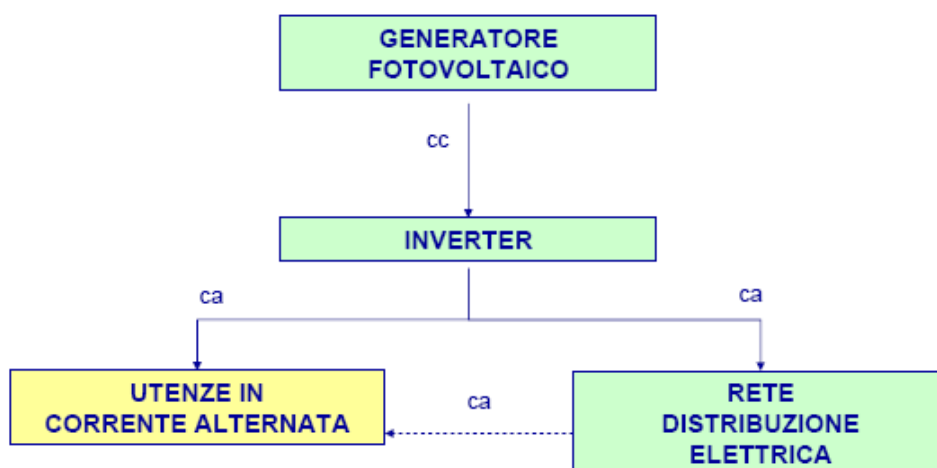 GENERATORE
FOTOVOLTAICO
cc
INVERTER
ca
ca
UTENZE IN
CORRENTE ALTERNATA
ca
RETE
DISTRIBUZIONE
ELETTRICA